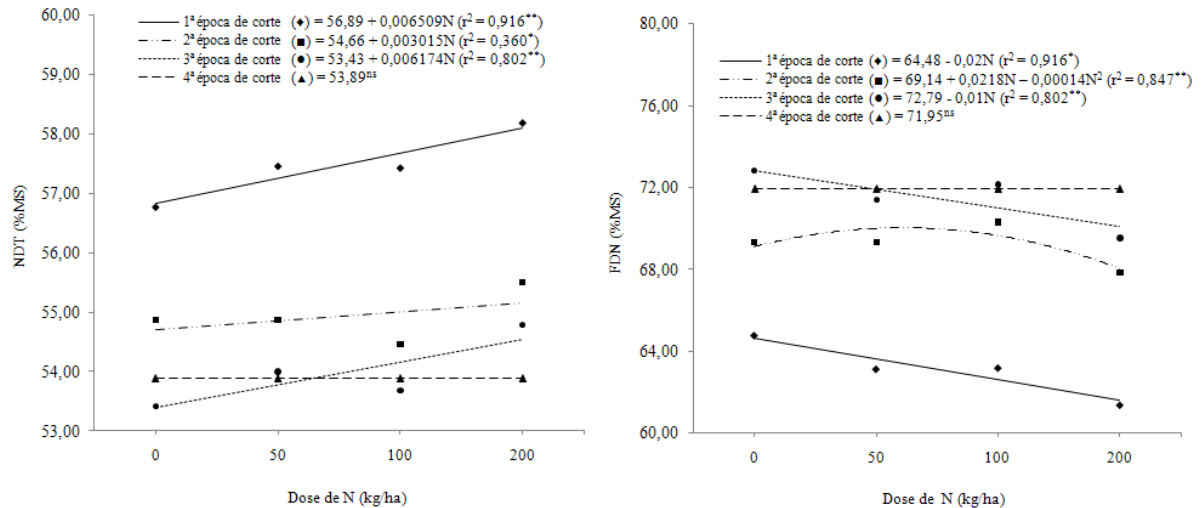 60,00
59,00
58,00
57,00
56,00
55,00
54,00
53,00
NDT (%MS)
1ª época de corte (◆) = 56,89 + 0,006509N (r² = 0,916**)
2ª época de corte (■) = 54,66 + 0,003015N (r² = 0,360*)
3ª época de corte (●) = 53,43 + 0,006174N (r² = 0,802**)
4ª época de corte (▲) = 53,89ⁿˢ
0 50 100 200
Dose de N (kg/ha)
80,00
76,00
72,00
68,00
64,00
60,00
FDN (%MS)
1ª época de corte (◆) = 64,48 - 0,02N (r² = 0,916*)
2ª época de corte (■) = 69,14 + 0,0218N – 0,00014N² (r² = 0,847**)
3ª época de corte (●) = 72,79 - 0,01N (r² = 0,802**)
4ª época de corte (▲) = 71,95ⁿˢ
0 50 100 200
Dose de N (kg/ha)